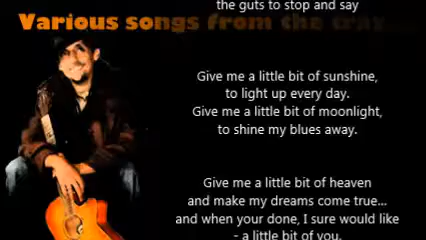 the guts to stop and say
Various songs from the
Give me a little bit of sunshine,
to light up every day.
Give me a little bit of moonlight,
to shine my blues away.
Give me a little bit of heaven
and make my dreams come true...
and when your done, I sure would like
- a little bit of you.